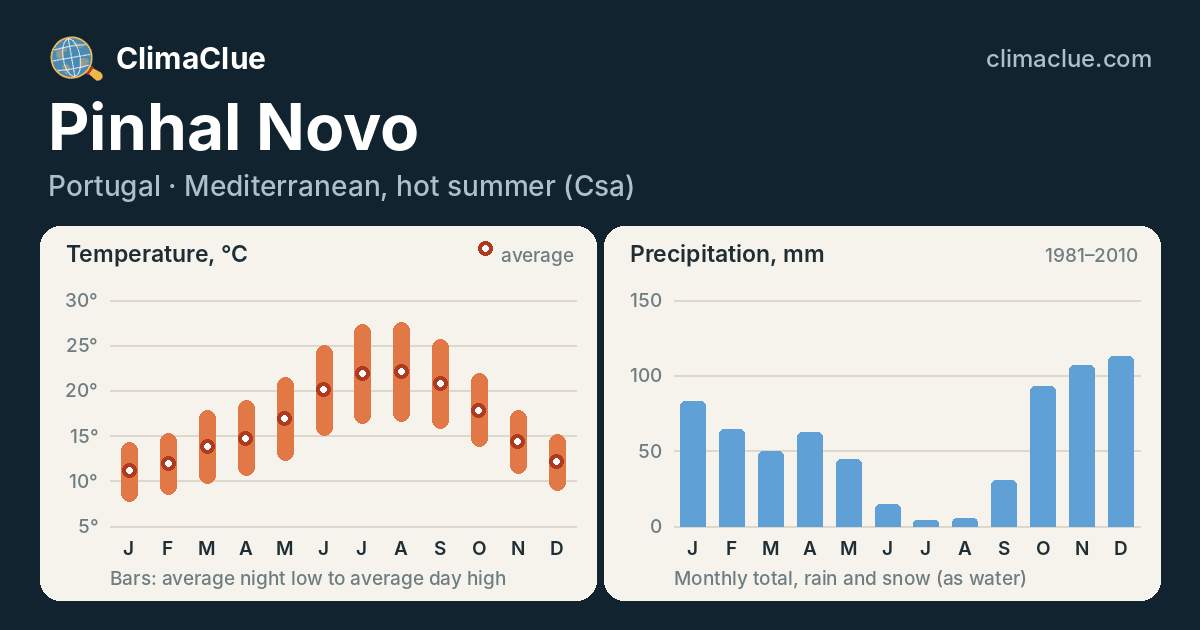 ClimaClue
climaclue.com
Pinhal Novo
Portugal · Mediterranean, hot summer (Csa)
Temperature, °C
average
30°
25°
20°
15°
10°
5°
J F M A M J J A S O N D
Bars: average night low to average day high
Precipitation, mm
1981–2010
150
100
50
0
J F M A M J J A S O N D
Monthly total, rain and snow (as water)